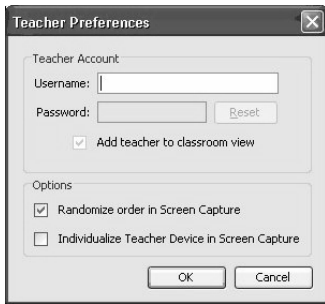 Teacher Preferences
Teacher Account
Username:
Password:
Reset
Add teacher to classroom view
Options
Randomize order in Screen Capture
Individualize Teacher Device in Screen Capture
OK
Cancel